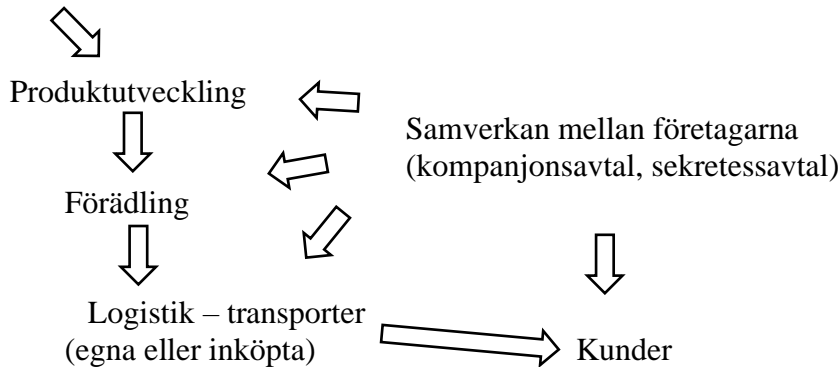 Produktutveckling
Samverkan mellan företagarna
(kompanjonsavtal, sekretessavtal)
Förädling
Logistik – transporter
(egna eller inköpta)
Kunder